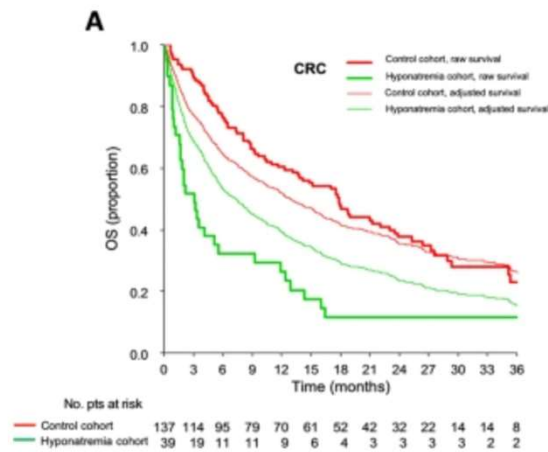 A
CRC
Control cohort, raw survival
Hyponatremia cohort, raw survival
Control cohort, adjusted survival
Hyponatremia cohort, adjusted survival
OS (proportion)
1.0
0.8
0.6
0.4
0.2
0.0
0 3 6 9 12 15 18 21 24 27 30 33 36
Time (months)
No. pts at risk
Control cohort 137 114 95 79 70 61 52 42 32 22 14 14 8
Hyponatremia cohort 39 19 11 11 9 6 4 3 3 3 3 2 2